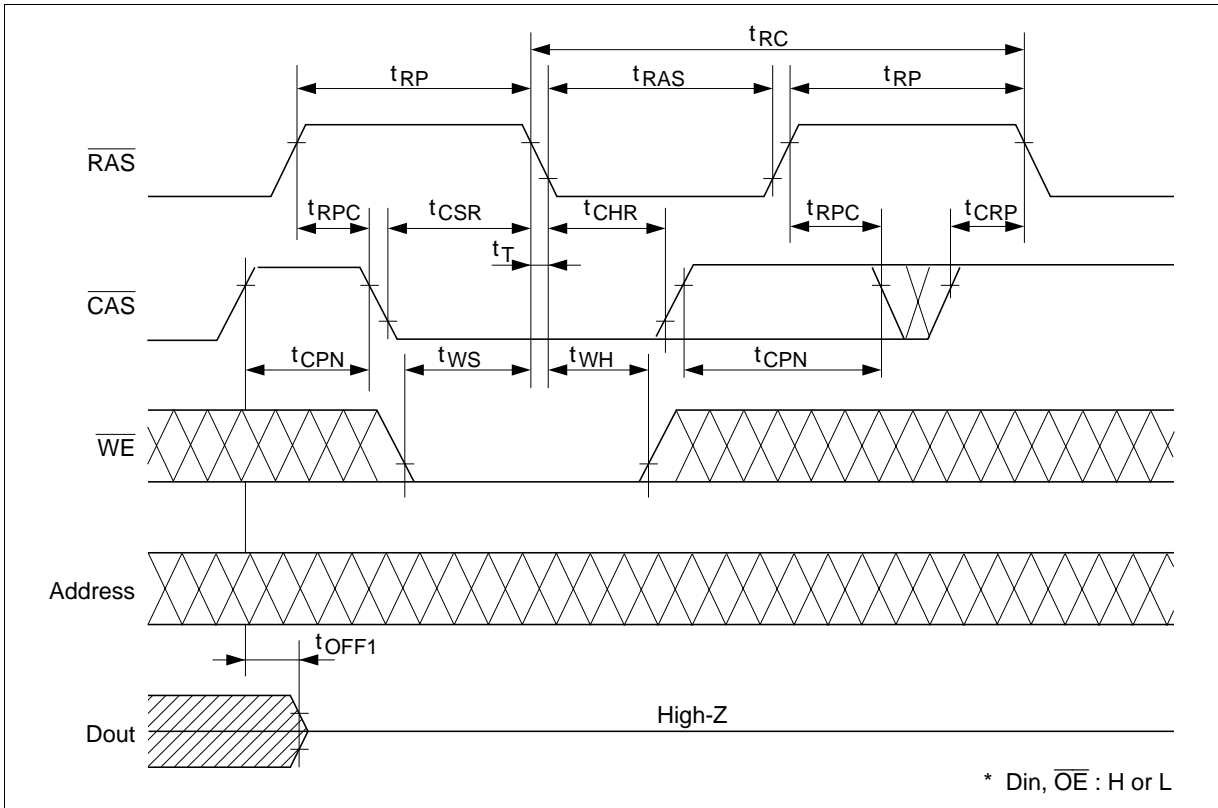 tRC
tRP tRAS tRP
RAS
tRPC tCSR tCHR tRPC tCRP
tT
CAS
tCPN tWS tWH tCPN
WE
Address
tOFF1
High-Z
Dout
* Din, OE : H or L